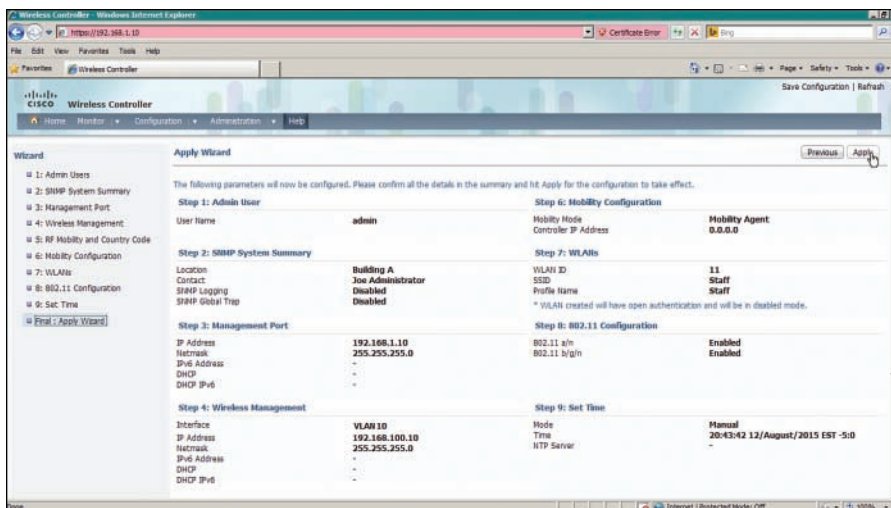 Wireless Controller - Windows Internet Explorer
https://192.168.1.10
Certificate Error
Bing
File Edit View Favorites Tools Help
Favorites Wireless Controller
Page Safety Tools
CISCO Wireless Controller
Save Configuration | Refresh
Home Monitor Configuration Administration Help
Wizard
1: Admin Users
2: SNMP System Summary
3: Management Port
4: Wireless Management
5: RF Mobility and Country Code
6: Mobility Configuration
7: WLANs
8: 802.11 Configuration
9: Set Time
Final : Apply Wizard
Apply Wizard
Previous Apply
The following parameters will now be configured. Please confirm all the details in the summary and hit Apply for the configuration to take effect.
Step 1: Admin User
User Name admin
Step 2: SNMP System Summary
Location Building A
Contact Joe Administrator
SNMP Logging Disabled
SNMP Global Trap Disabled
Step 3: Management Port
IP Address 192.168.1.10
Netmask 255.255.255.0
IPv6 Address -
DHCP -
DHCP IPv6 -
Step 4: Wireless Management
Interface VLAN10
IP Address 192.168.100.10
Netmask 255.255.255.0
IPv6 Address -
DHCP -
DHCP IPv6 -
Step 6: Mobility Configuration
Mobility Mode Mobility Agent
Controller IP Address 0.0.0.0
Step 7: WLANs
WLAN ID 11
SSID Staff
Profile Name Staff
* WLAN created will have open authentication and will be in disabled mode.
Step 8: 802.11 Configuration
802.11 a/n Enabled
802.11 b/g/n Enabled
Step 9: Set Time
Mode Manual
Time 20:43:42 12/August/2015 EST -5:0
NTP Server -
Done
Internet | Protected Mode: Off
100%